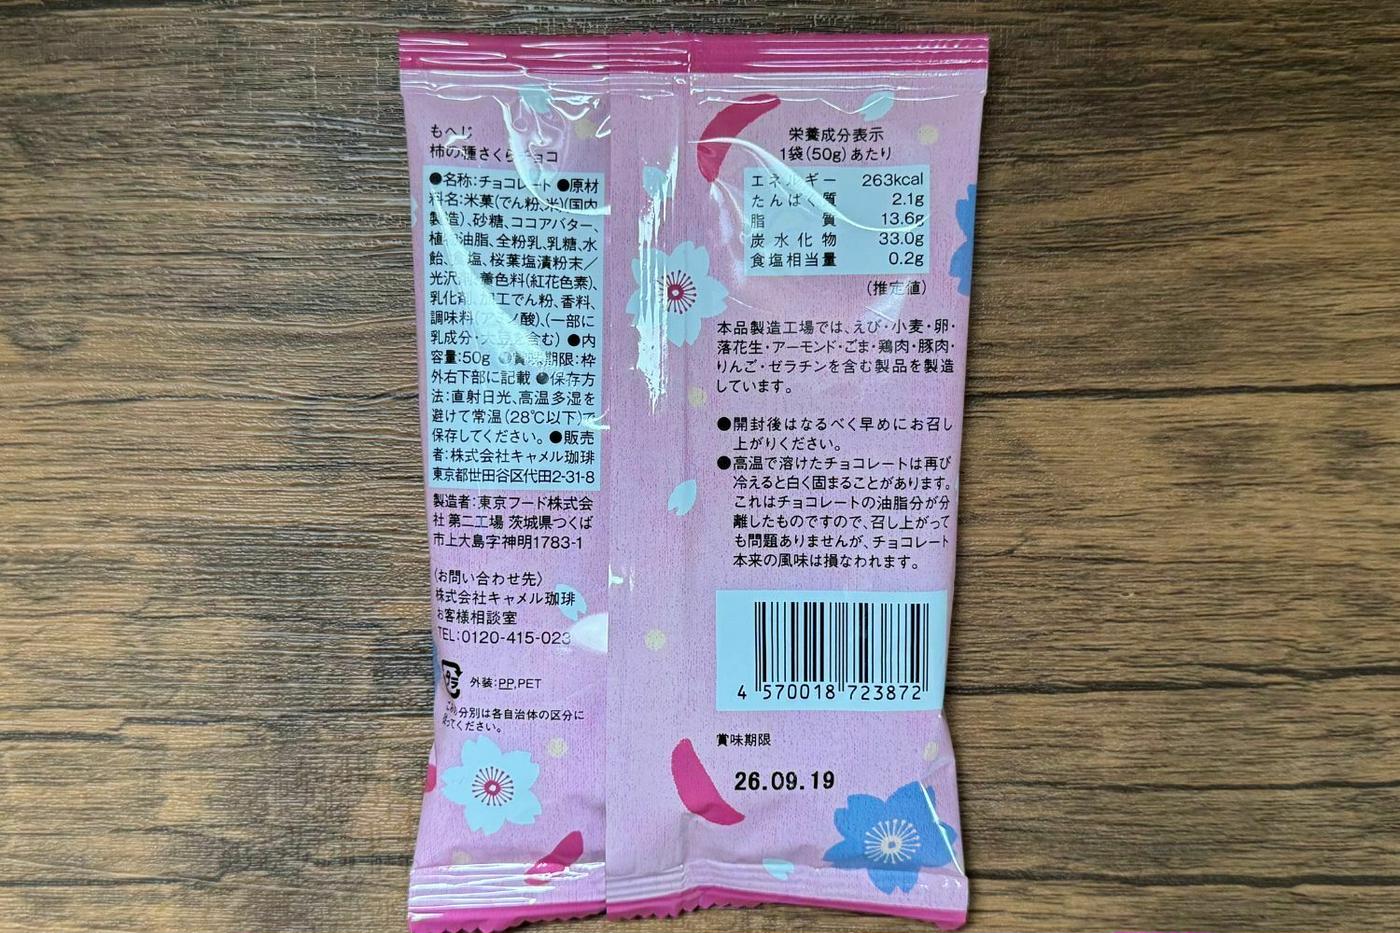 もへじ
柿の種さくらチョコ
●名称:チョコレート ●原材
料名:米菓(でん粉、米)(国内
製造)、砂糖、ココアバター、
植物油脂、全粉乳、乳糖、水
飴、食塩、桜葉塩漬粉末／
光沢剤、着色料(紅花色素)、
乳化剤、加工でん粉、香料、
調味料(アミノ酸)、(一部に
乳成分・大豆を含む) ●内
容量:50g ●賞味期限:枠
外右下部に記載 ●保存方
法:直射日光、高温多湿を
避けて常温(28℃以下)で
保存してください。●販売
者:株式会社キャメル珈琲
東京都世田谷区代田2-31-8
製造者:東京フード株式会
社 第二工場 茨城県つくば
市上大島字神明1783-1
〈お問い合わせ先〉
株式会社キャメル珈琲
お客様相談室
TEL:0120-415-023
プラ
外装:PP,PET
ごみの分別は各自治体の区分に
従ってください。
栄養成分表示
1袋(50g)あたり
エネルギー 263kcal
たんぱく質 2.1g
脂質 13.6g
炭水化物 33.0g
食塩相当量 0.2g
(推定値)
本品製造工場では、えび・小麦・卵・
落花生・アーモンド・ごま・鶏肉・豚肉・
りんご・ゼラチンを含む製品を製造
しています。
●開封後はなるべく早めにお召し
上がりください。
●高温で溶けたチョコレートは再び
冷えると白く固まることがあります。
これはチョコレートの油脂分が分
離したものですので、召し上がって
も問題ありませんが、チョコレート
本来の風味は損なわれます。
4 570018 723872
賞味期限
26.09.19